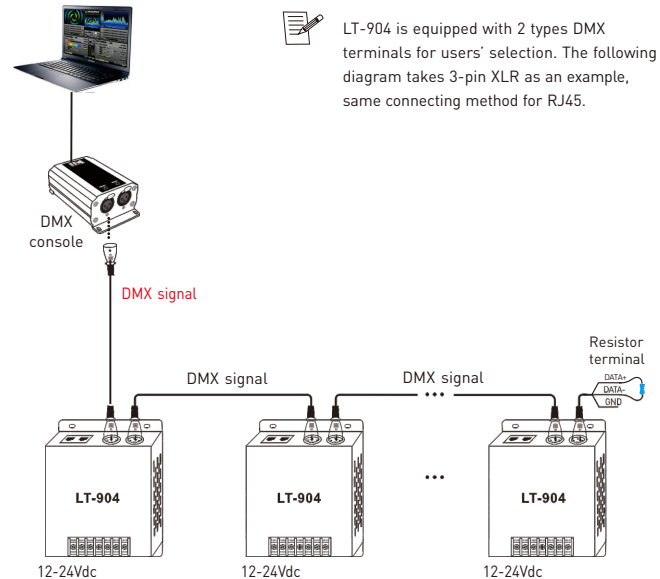 LT-904 is equipped with 2 types DMX
terminals for users' selection. The following
diagram takes 3-pin XLR as an example,
same connecting method for RJ45.
DMX
console
DMX signal
Resistor
terminal
DATA+
DATA-
GND
DMX signal
DMX signal
•••
•••
LT-904
LT-904
LT-904
12-24Vdc
12-24Vdc
12-24Vdc